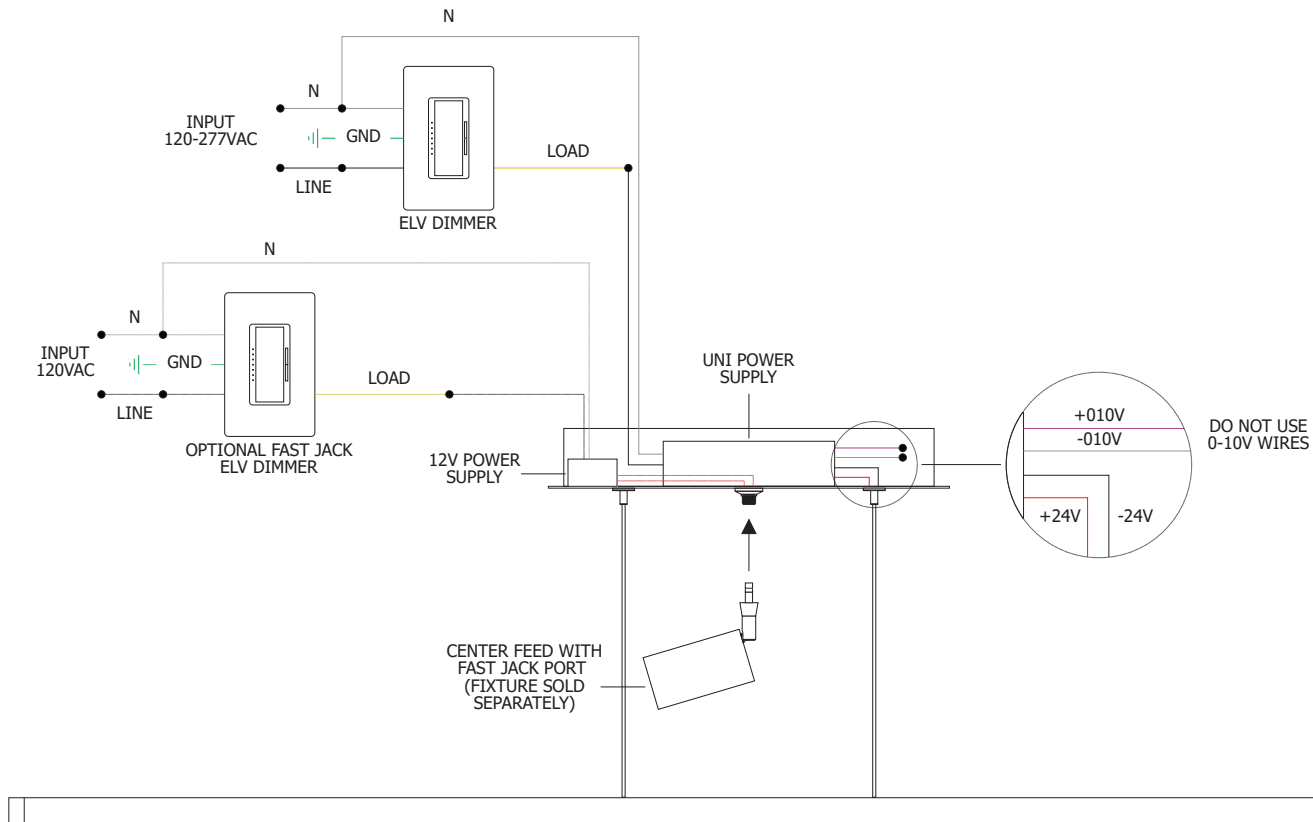 N
N
INPUT
120-277VAC
GND
LOAD
LINE
ELV DIMMER
N
N
INPUT
120VAC
GND
LOAD
LINE
OPTIONAL FAST JACK
ELV DIMMER
UNI POWER
SUPPLY
12V POWER
SUPPLY
+010V
-010V
+24V
-24V
DO NOT USE
0-10V WIRES
CENTER FEED WITH
FAST JACK PORT
(FIXTURE SOLD
SEPARATELY)